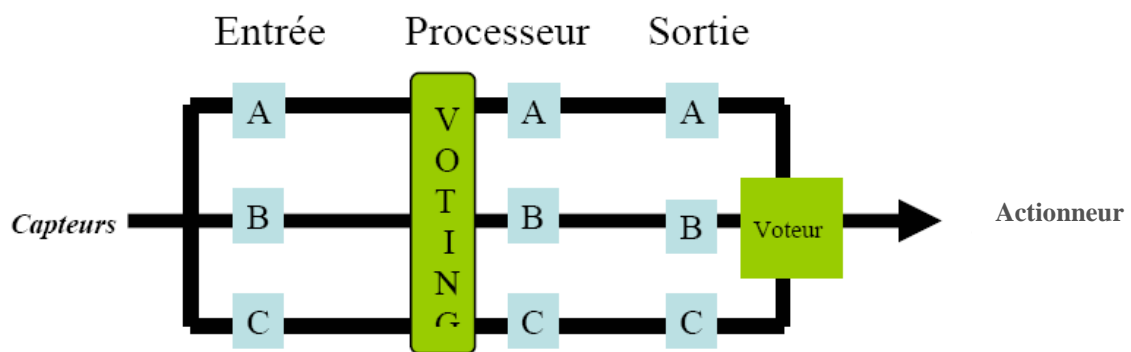 Entrée Processeur Sortie
A A A
V
O
T
I
N
G
Capteurs B B B Voteur Actionneur
C C C